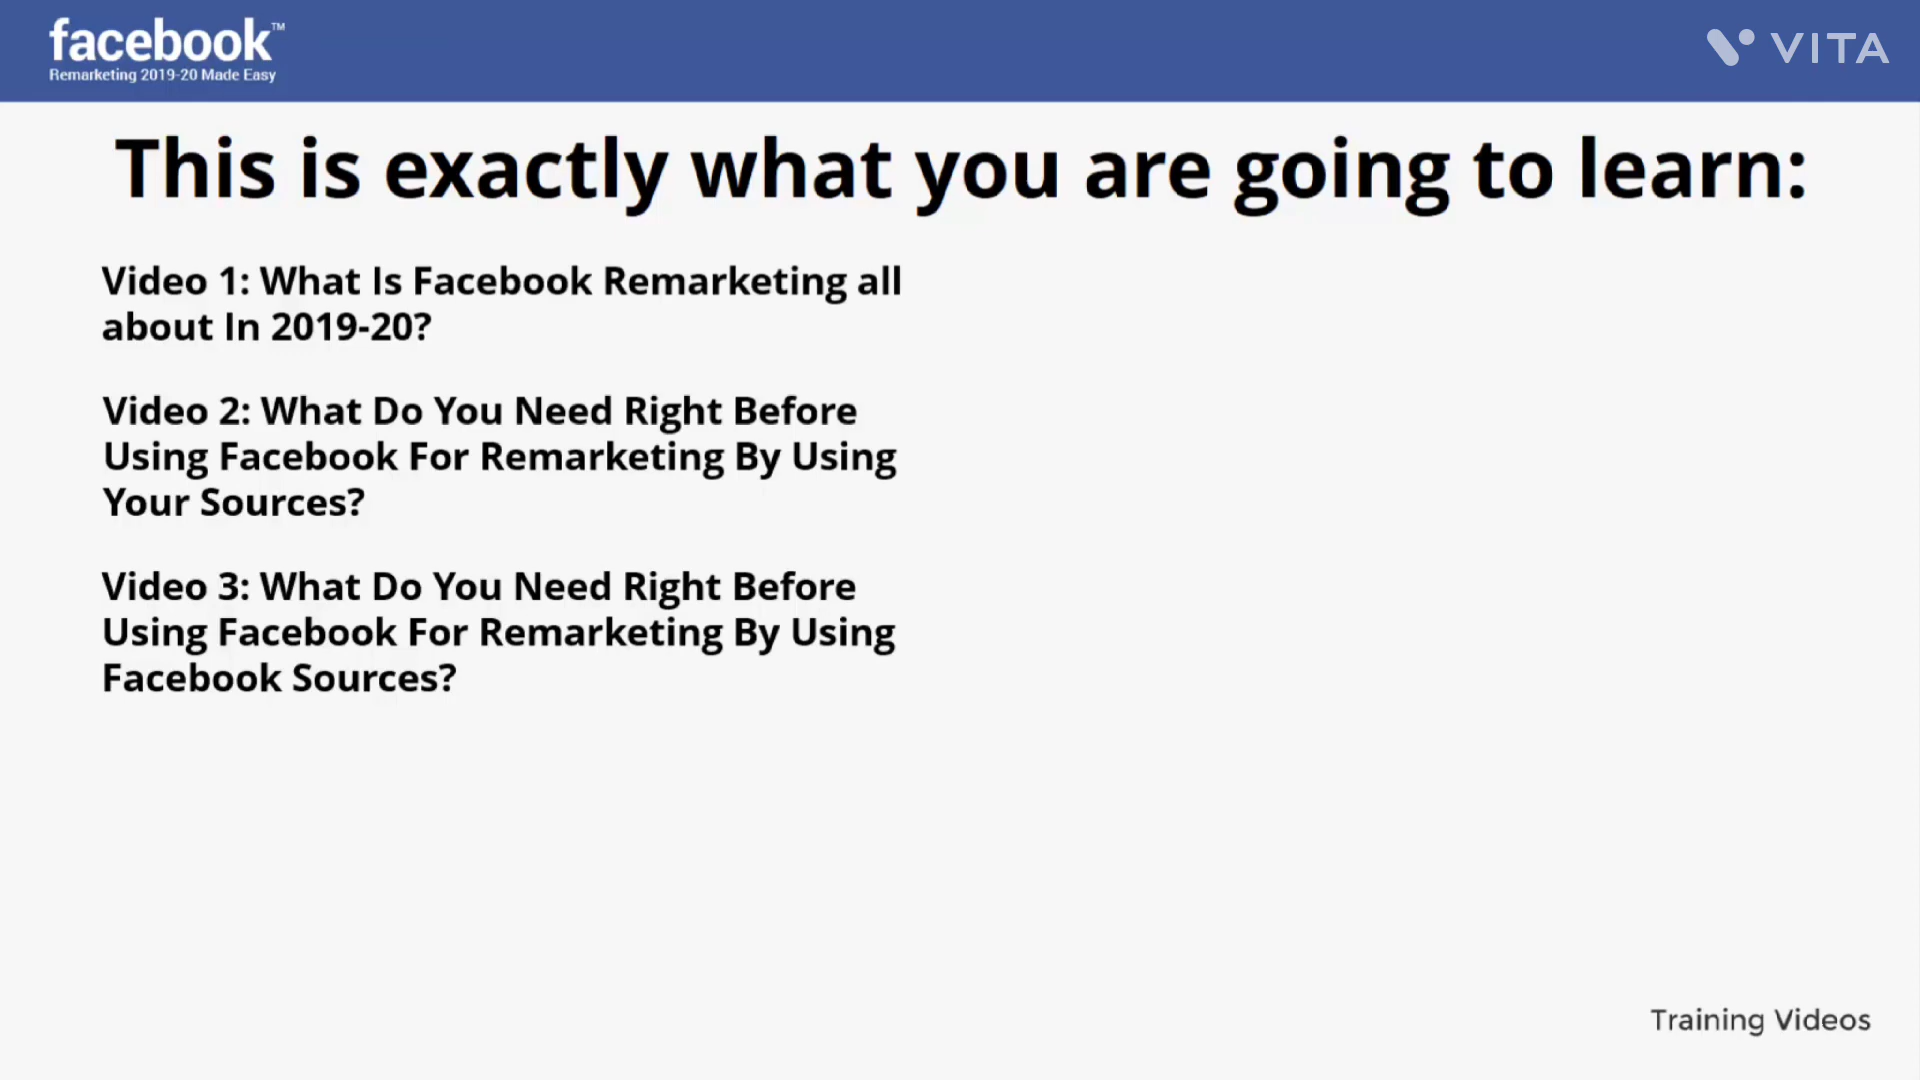 facebook™
Remarketing 2019-20 Made Easy
VITA
This is exactly what you are going to learn:
Video 1: What Is Facebook Remarketing all
about In 2019-20?
Video 2: What Do You Need Right Before
Using Facebook For Remarketing By Using
Your Sources?
Video 3: What Do You Need Right Before
Using Facebook For Remarketing By Using
Facebook Sources?
Training Videos